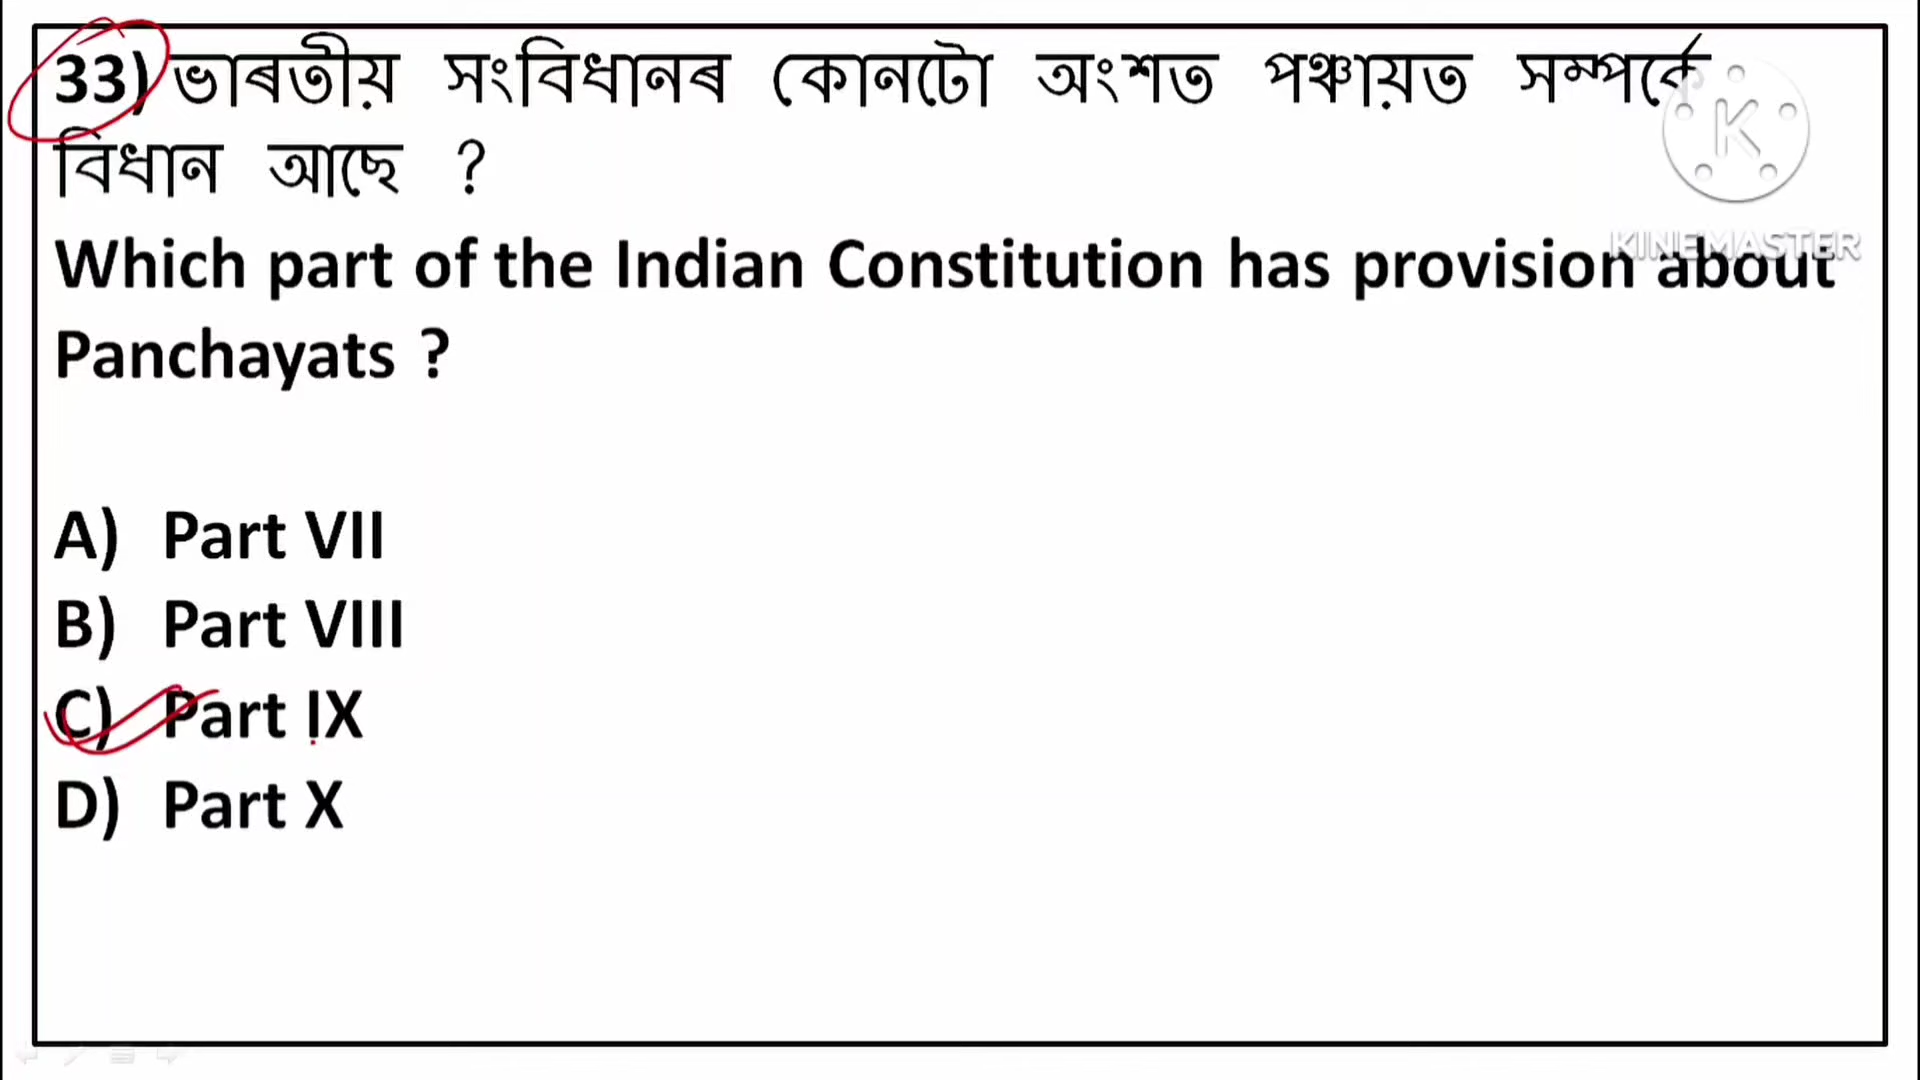 33) ভাৰতীয় সংবিধানৰ কোনটো অংশত পঞ্চায়ত সম্পৰ্কে
বিধান আছে ?
Which part of the Indian Constitution has provision about
Panchayats ?
A) Part VII
B) Part VIII
C) Part IX
D) Part X
K
KINEMASTER